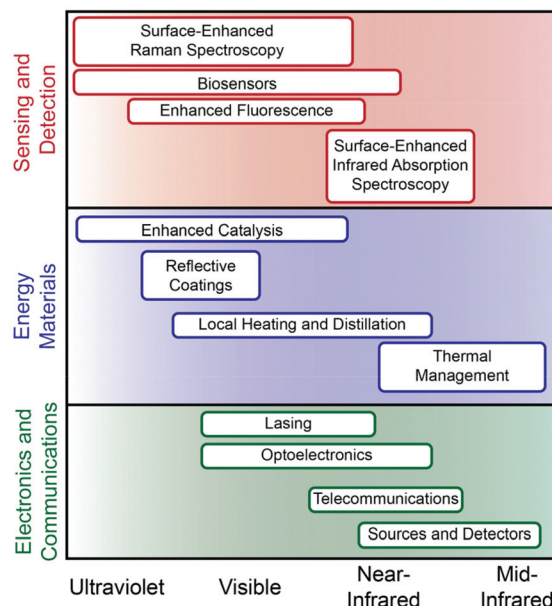 Sensing and
Detection
Surface-Enhanced
Raman Spectroscopy
Biosensors
Enhanced Fluorescence
Surface-Enhanced
Infrared Absorption
Spectroscopy
Energy
Materials
Enhanced Catalysis
Reflective
Coatings
Local Heating and Distillation
Thermal
Management
Electronics and
Communications
Lasing
Optoelectronics
Telecommunications
Sources and Detectors
Ultraviolet
Visible
Near-
Infrared
Mid-
Infrared